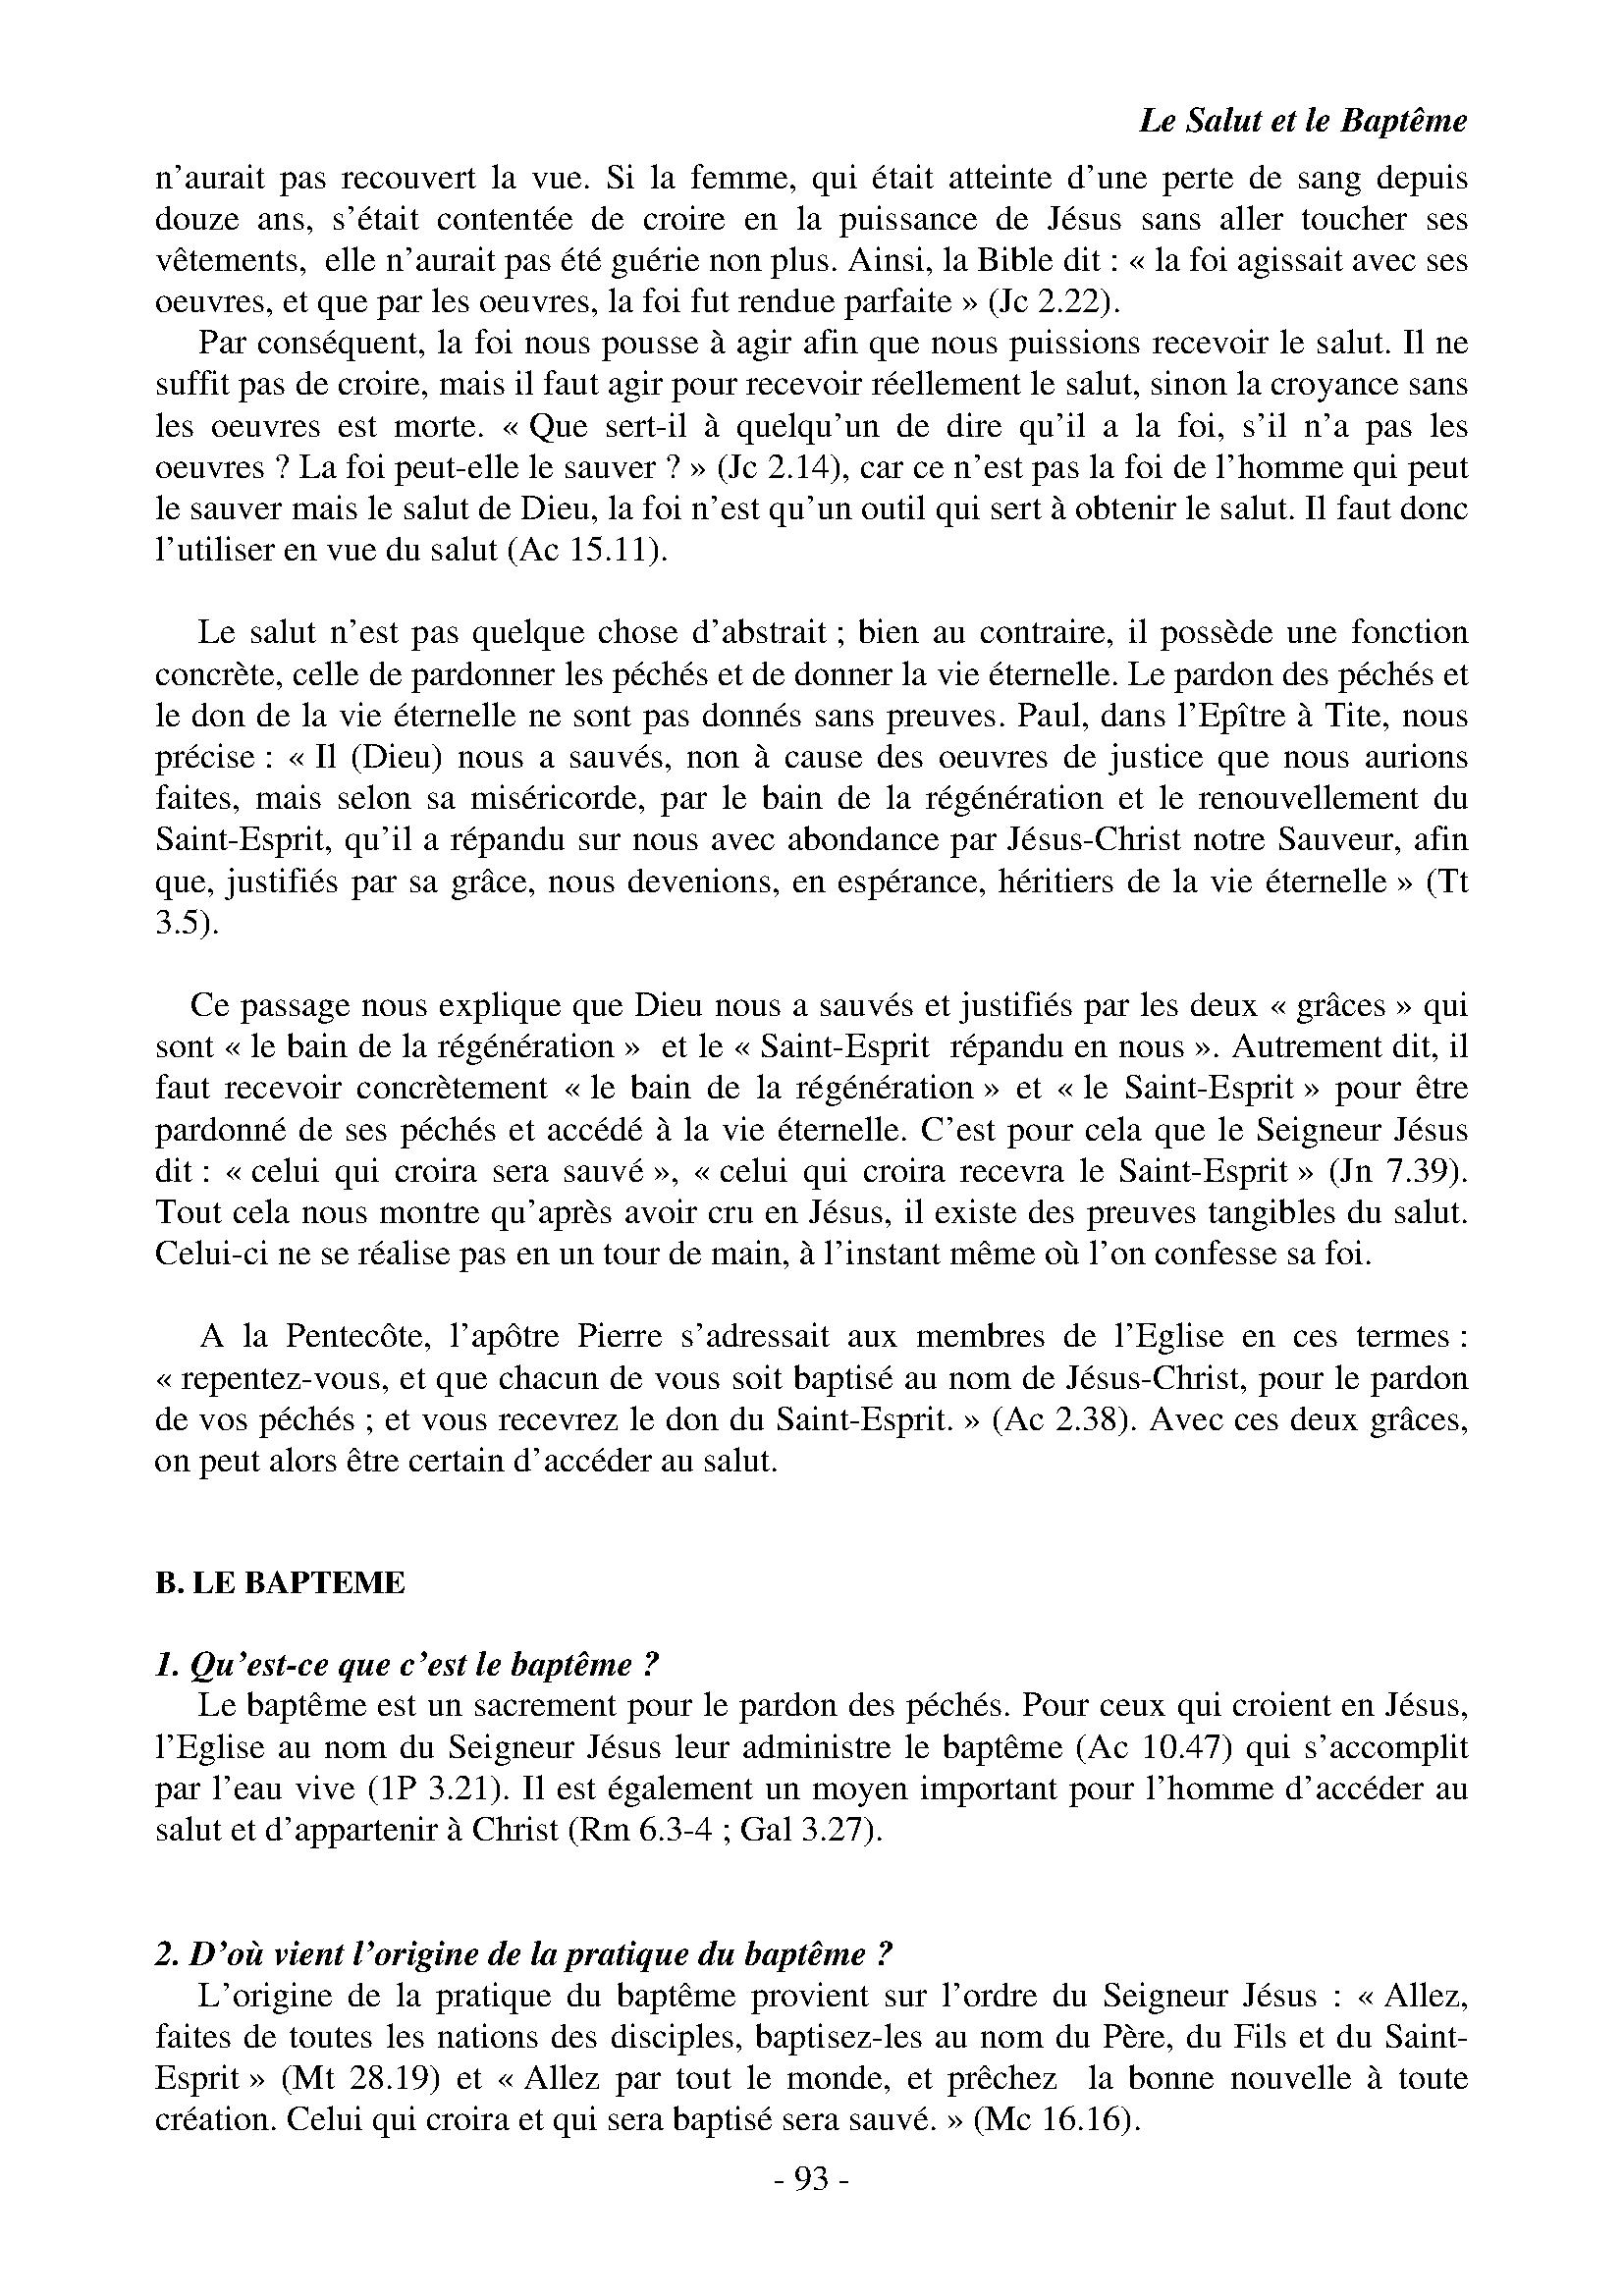 Le Salut et le Baptême
n’aurait pas recouvert la vue. Si la femme, qui était atteinte d’une perte de sang depuis
douze ans, s’était contentée de croire en la puissance de Jésus sans aller toucher ses
vêtements,  elle n’aurait pas été guérie non plus. Ainsi, la Bible dit : « la foi agissait avec ses
oeuvres, et que par les oeuvres, la foi fut rendue parfaite » (Jc 2.22).
Par conséquent, la foi nous pousse à agir afin que nous puissions recevoir le salut. Il ne
suffit pas de croire, mais il faut agir pour recevoir réellement le salut, sinon la croyance sans
les oeuvres est morte. « Que sert-il à quelqu’un de dire qu’il a la foi, s’il n’a pas les
oeuvres ? La foi peut-elle le sauver ? » (Jc 2.14), car ce n’est pas la foi de l’homme qui peut
le sauver mais le salut de Dieu, la foi n’est qu’un outil qui sert à obtenir le salut. Il faut donc
l’utiliser en vue du salut (Ac 15.11).
Le salut n’est pas quelque chose d’abstrait ; bien au contraire, il possède une fonction
concrète, celle de pardonner les péchés et de donner la vie éternelle. Le pardon des péchés et
le don de la vie éternelle ne sont pas donnés sans preuves. Paul, dans l’Epître à Tite, nous
précise : « Il (Dieu) nous a sauvés, non à cause des oeuvres de justice que nous aurions
faites, mais selon sa miséricorde, par le bain de la régénération et le renouvellement du
Saint-Esprit, qu’il a répandu sur nous avec abondance par Jésus-Christ notre Sauveur, afin
que, justifiés par sa grâce, nous devenions, en espérance, héritiers de la vie éternelle » (Tt
3.5).
Ce passage nous explique que Dieu nous a sauvés et justifiés par les deux « grâces » qui
sont « le bain de la régénération »  et le « Saint-Esprit  répandu en nous ». Autrement dit, il
faut recevoir concrètement « le bain de la régénération » et « le Saint-Esprit » pour être
pardonné de ses péchés et accédé à la vie éternelle. C’est pour cela que le Seigneur Jésus
dit : « celui qui croira sera sauvé », « celui qui croira recevra le Saint-Esprit » (Jn 7.39).
Tout cela nous montre qu’après avoir cru en Jésus, il existe des preuves tangibles du salut.
Celui-ci ne se réalise pas en un tour de main, à l’instant même où l’on confesse sa foi.
A la Pentecôte, l’apôtre Pierre s’adressait aux membres de l’Eglise en ces termes :
« repentez-vous, et que chacun de vous soit baptisé au nom de Jésus-Christ, pour le pardon
de vos péchés ; et vous recevrez le don du Saint-Esprit. » (Ac 2.38). Avec ces deux grâces,
on peut alors être certain d’accéder au salut.
B. LE BAPTEME
1. Qu’est-ce que c’est le baptême ?
Le baptême est un sacrement pour le pardon des péchés. Pour ceux qui croient en Jésus,
l’Eglise au nom du Seigneur Jésus leur administre le baptême (Ac 10.47) qui s’accomplit
par l’eau vive (1P 3.21). Il est également un moyen important pour l’homme d’accéder au
salut et d’appartenir à Christ (Rm 6.3-4 ; Gal 3.27).
2. D’où vient l’origine de la pratique du baptême ?
L’origine de la pratique du baptême provient sur l’ordre du Seigneur Jésus : « Allez,
faites de toutes les nations des disciples, baptisez-les au nom du Père, du Fils et du Saint-
Esprit » (Mt 28.19) et « Allez par tout le monde, et prêchez  la bonne nouvelle à toute
création. Celui qui croira et qui sera baptisé sera sauvé. » (Mc 16.16).
- 93 -